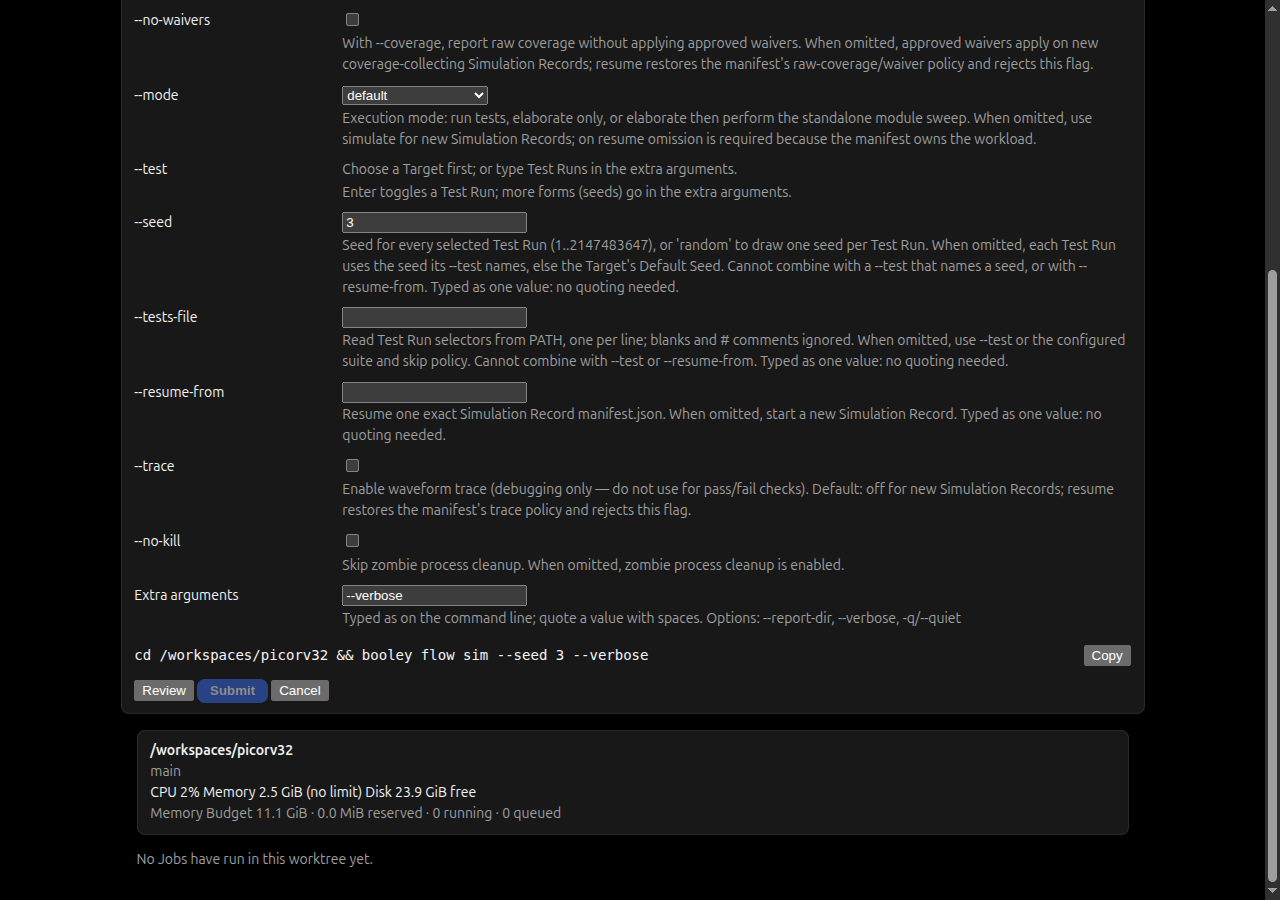 --no-waivers
With --coverage, report raw coverage without applying approved waivers. When omitted, approved waivers apply on new
coverage-collecting Simulation Records; resume restores the manifest's raw-coverage/waiver policy and rejects this flag.
--mode
default
Execution mode: run tests, elaborate only, or elaborate then perform the standalone module sweep. When omitted, use
simulate for new Simulation Records; on resume omission is required because the manifest owns the workload.
--test
Choose a Target first; or type Test Runs in the extra arguments.
Enter toggles a Test Run; more forms (seeds) go in the extra arguments.
--seed
3
Seed for every selected Test Run (1..2147483647), or 'random' to draw one seed per Test Run. When omitted, each Test Run
uses the seed its --test names, else the Target's Default Seed. Cannot combine with a --test that names a seed, or with --
resume-from. Typed as one value: no quoting needed.
--tests-file
Read Test Run selectors from PATH, one per line; blanks and # comments ignored. When omitted, use --test or the configured
suite and skip policy. Cannot combine with --test or --resume-from. Typed as one value: no quoting needed.
--resume-from
Resume one exact Simulation Record manifest.json. When omitted, start a new Simulation Record. Typed as one value: no
quoting needed.
--trace
Enable waveform trace (debugging only — do not use for pass/fail checks). Default: off for new Simulation Records; resume
restores the manifest's trace policy and rejects this flag.
--no-kill
Skip zombie process cleanup. When omitted, zombie process cleanup is enabled.
Extra arguments
--verbose
Typed as on the command line; quote a value with spaces. Options: --report-dir, --verbose, -q/--quiet
cd /workspaces/picorv32 && booley flow sim --seed 3 --verbose
Copy
Review Submit Cancel
/workspaces/picorv32
main
CPU 2% Memory 2.5 GiB (no limit) Disk 23.9 GiB free
Memory Budget 11.1 GiB · 0.0 MiB reserved · 0 running · 0 queued
No Jobs have run in this worktree yet.